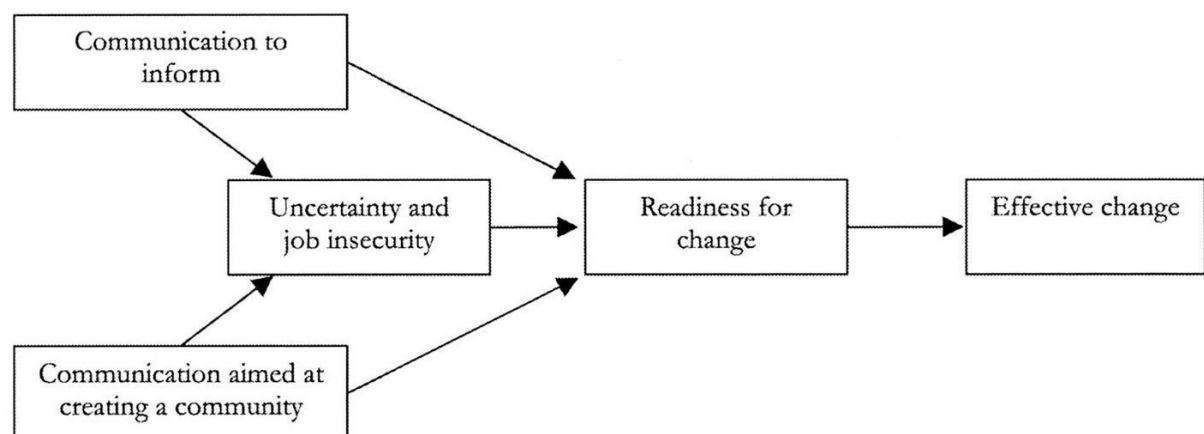 Communication to
inform
Uncertainty and
job insecurity
Readiness for
change
Effective change
Communication aimed at
creating a community